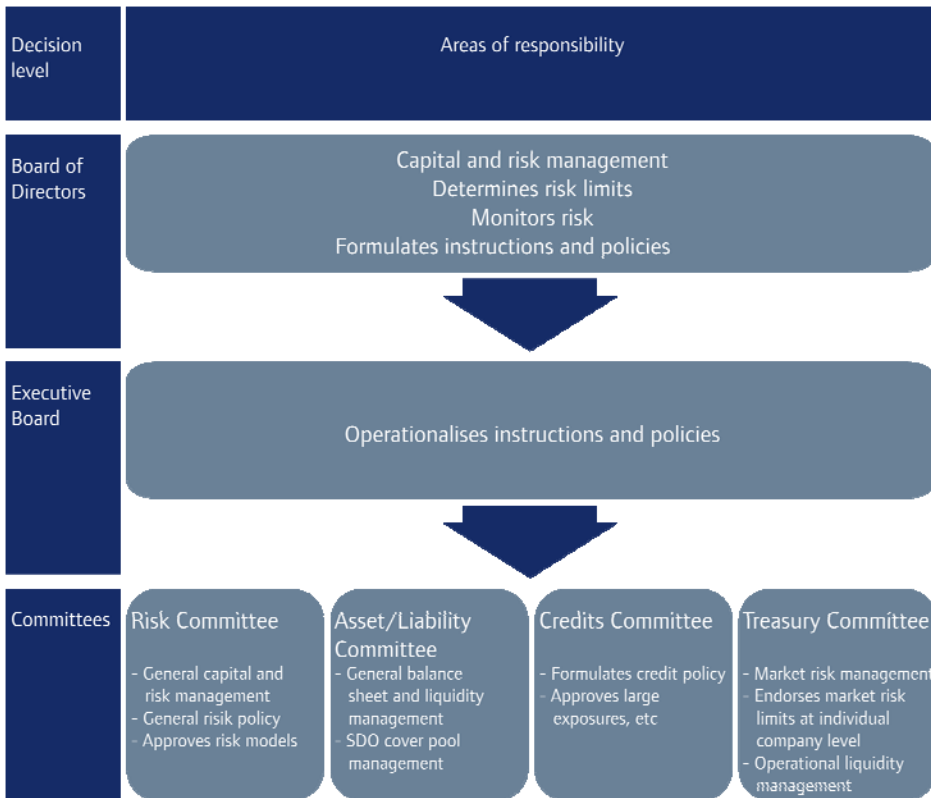 Decision
level
Areas of responsibility
Board of
Directors
Capital and risk management
Determines risk limits
Monitors risk
Formulates instructions and policies
Executive
Board
Operationalises instructions and policies
Committees
Risk Committee
- General capital and
risk management
- General risik policy
- Approves risk models
Asset/Liability
Committee
- General balance
sheet and liquidity
management
- SDO cover pool
management
Credits Committee
- Formulates credit policy
- Approves large
exposures, etc
Treasury Committee
- Market risk management
- Endorses market risk
limits at individual
company level
- Operational liquidity
management